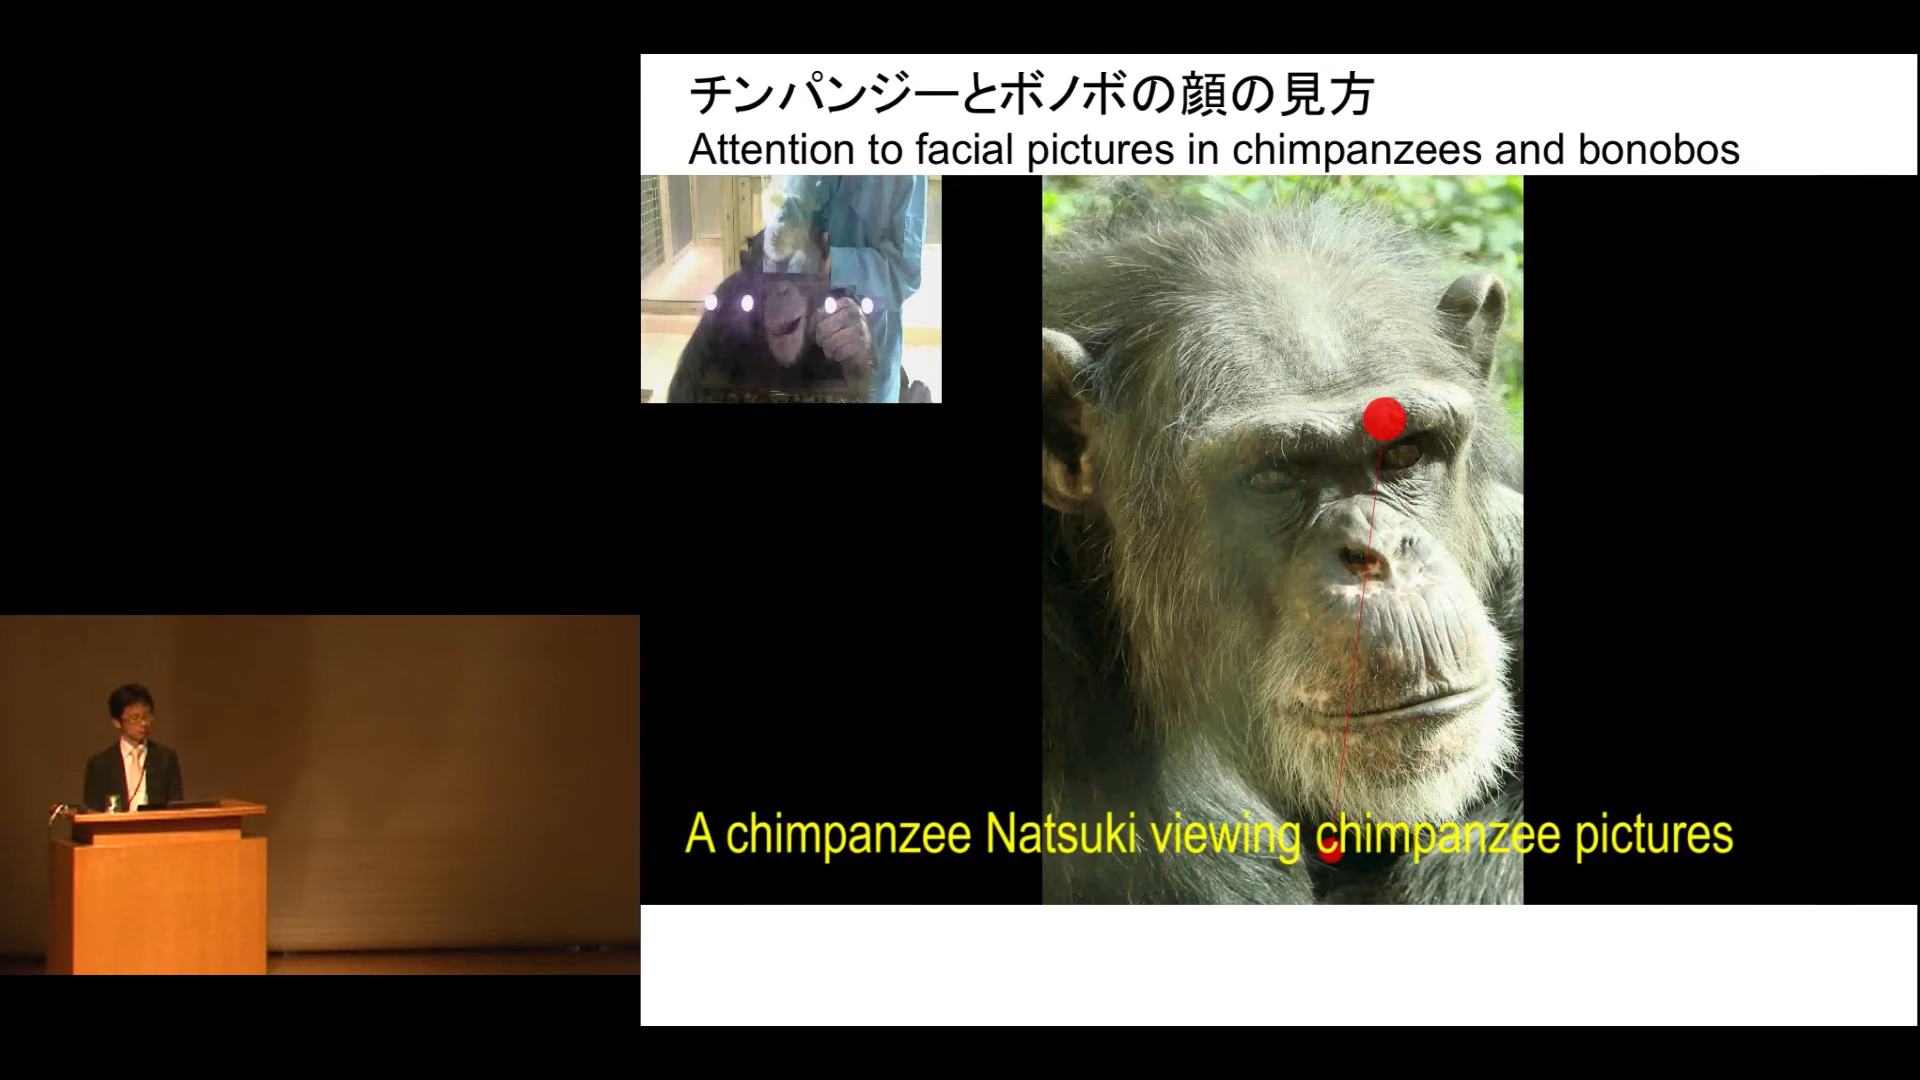 チンパンジーとボノボの顔の見方
Attention to facial pictures in chimpanzees and bonobos
A chimpanzee Natsuki viewing chimpanzee pictures